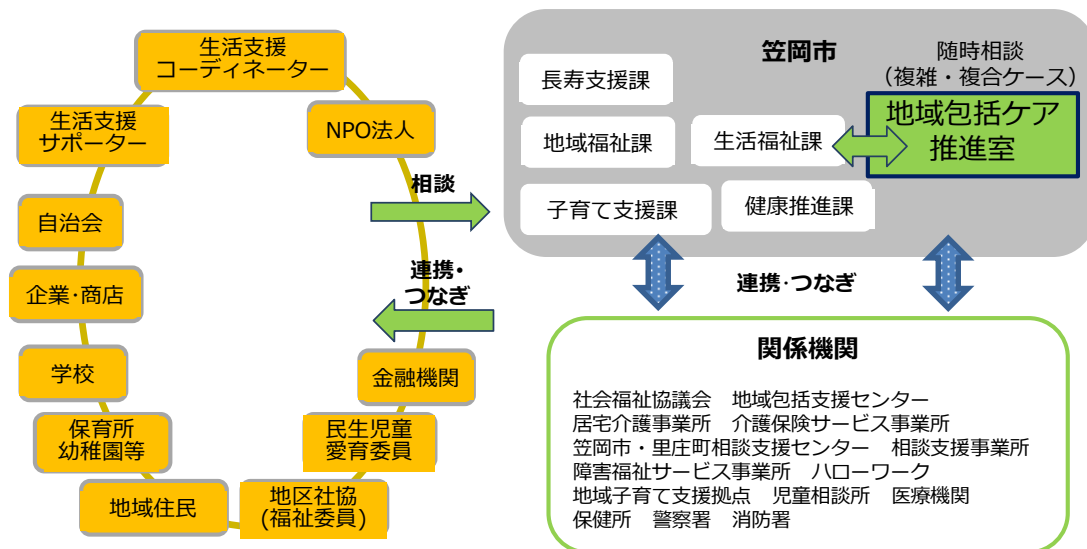 生活支援
コーディネーター
生活支援
サポーター
NPO法人
自治会
企業・商店
学校
保育所
幼稚園等
地域住民
地区社協
(福祉委員)
民生児童
愛育委員
金融機関
相談
連携・
つなぎ
笠岡市
随時相談
（複雑・複合ケース）
長寿支援課
地域福祉課
生活福祉課
地域包括ケア
推進室
子育て支援課
健康推進課
連携・つなぎ
関係機関
社会福祉協議会　地域包括支援センター
居宅介護事業所　介護保険サービス事業所
笠岡市・里庄町相談支援センター　相談支援事業所
障害福祉サービス事業所　ハローワーク
地域子育て支援拠点　児童相談所　医療機関
保健所　警察署　消防署